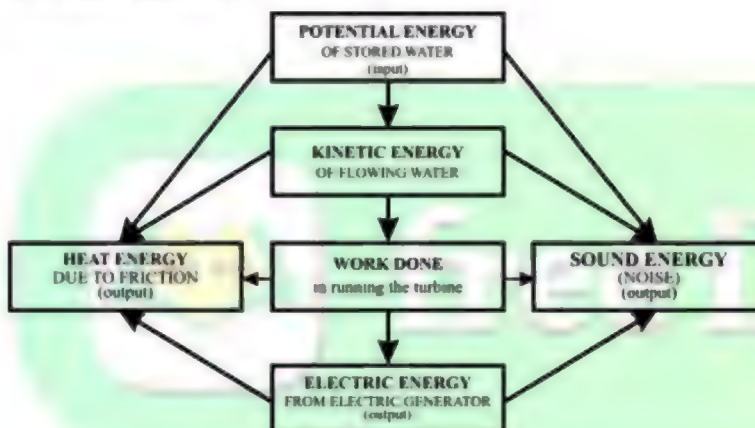 POTENTIAL ENERGY
OF STORED WATER
(input)
KINETIC ENERGY
OF FLOWING WATER
HEAT ENERGY
DUE TO FRICTION
(output)
WORK DONE
in running the turbine
SOUND ENERGY
(NOISE)
(output)
ELECTRIC ENERGY
FROM ELECTRIC GENERATOR
(output)